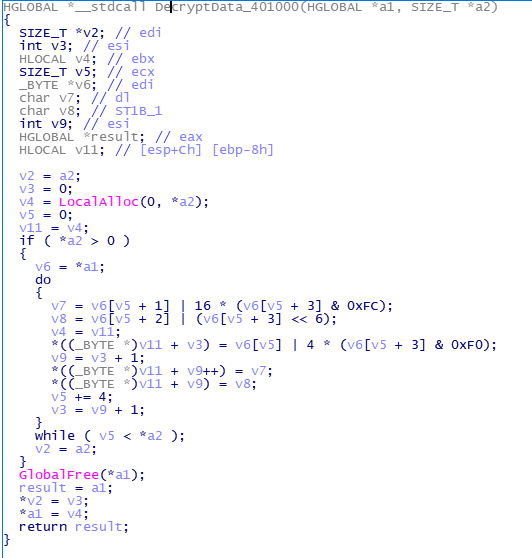 HGLOBAL *__stdcall DecryptData_401000(HGLOBAL *a1, SIZE_T *a2)
{
  SIZE_T *v2; // edi
  int v3; // esi
  HLOCAL v4; // ebx
  SIZE_T v5; // ecx
  _BYTE *v6; // edi
  char v7; // dl
  char v8; // ST1B_1
  int v9; // esi
  HGLOBAL *result; // eax
  HLOCAL v11; // [esp+Ch] [ebp-8h]

  v2 = a2;
  v3 = 0;
  v4 = LocalAlloc(0, *a2);
  v5 = 0;
  v11 = v4;
  if ( *a2 > 0 )
  {
    v6 = *a1;
    do
    {
      v7 = v6[v5 + 1] | 16 * (v6[v5 + 3] & 0xFC);
      v8 = v6[v5 + 2] | (v6[v5 + 3] << 6);
      v4 = v11;
      *((_BYTE *)v11 + v3) = v6[v5] | 4 * (v6[v5 + 3] & 0xF0);
      v9 = v3 + 1;
      *((_BYTE *)v11 + v9++) = v7;
      *((_BYTE *)v11 + v9) = v8;
      v5 += 4;
      v3 = v9 + 1;
    }
    while ( v5 < *a2 );
    v2 = a2;
  }
  GlobalFree(*a1);
  result = a1;
  *v2 = v3;
  *a1 = v4;
  return result;
}